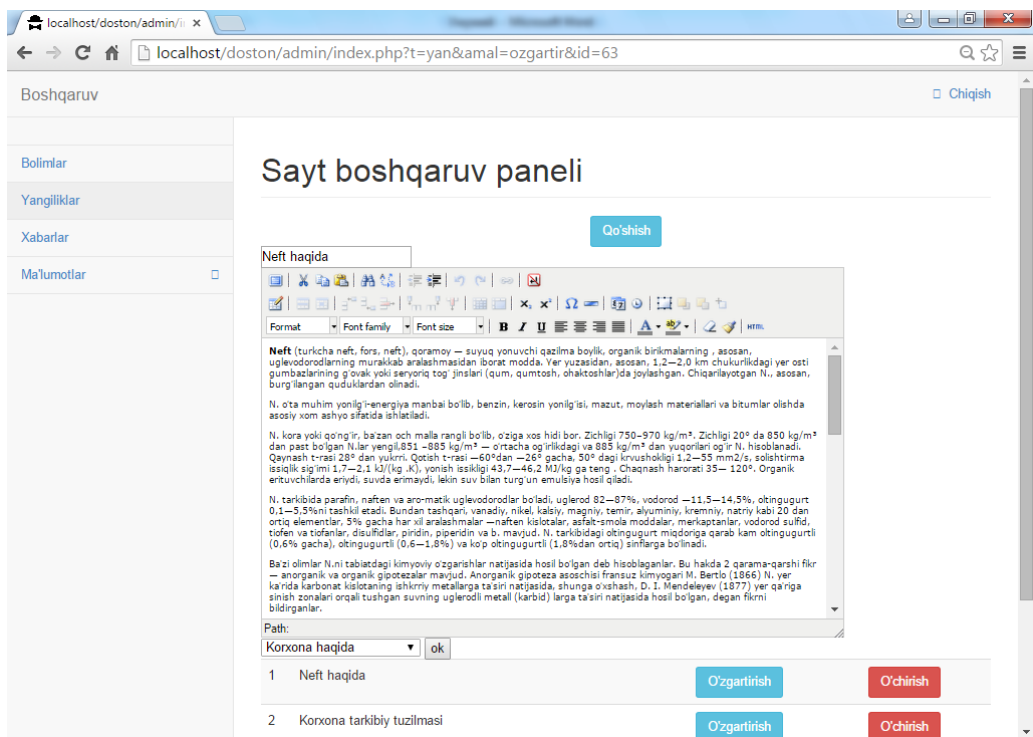 localhost/doston/admin/i
localhost/doston/admin/index.php?t=yan&amal=ozgartir&id=63
Boshqaruv
Chiqish
Bolimlar
Yangiliklar
Xabarlar
Ma'lumotlar
Sayt boshqaruv paneli
Qo'shish
Neft haqida
Format Font family Font size B I U A ab HTML
Neft (turkcha neft, fors, neft), qoramoy — suyuq yonuvchi qazilma boylik, organik birikmalarning , asosan,
uglevodorodlarning murakkab aralashmasidan iborat modda. Yer yuzasidan, asosan, 1,2—2,0 km chukurlikdagi yer osti
gumbazlarining g'ovak yoki seryoriq tog' jinslari (qum, qumtosh, ohaktoshlar)da joylashgan. Chiqarilayotgan N., asosan,
burg'ilangan quduklardan olinadi.
N. o'ta muhim yonilg'i-energiya manbai bo'lib, benzin, kerosin yonilg'isi, mazut, moylash materiallari va bitumlar olishda
asosiy xom ashyo sifatida ishlatiladi.
N. kora yoki qo'ng'ir, ba'zan och malla rangli bo'lib, o'ziga xos hidi bor. Zichligi 750–970 kg/m³. Zichligi 20° da 850 kg/m³
dan past bo'lgan N.lar yengil,851 –885 kg/m³ — o'rtacha og'irlikdagi va 885 kg/m³ dan yuqorilari og'ir N. hisoblanadi.
Qaynash t-rasi 28° dan yukrri. Qotish t-rasi —60°dan —26° gacha, 50° dagi krvushokligi 1,2—55 mm2/s, solishtirma
issiqlik sig'imi 1,7—2,1 kJ/(kg .K), yonish issikligi 43,7—46,2 MJ/kg ga teng . Chaqnash harorati 35— 120°. Organik
erituvchilarda eriydi, suvda erimaydi, lekin suv bilan turg'un emulsiya hosil qiladi.
N. tarkibida parafin, naften va aro-matik uglevodorodlar bo'ladi, uglerod 82—87%, vodorod —11,5—14,5%, oltingugurt
0,1—5,5%ni tashkil etadi. Bundan tashqari, vanadiy, nikel, kalsiy, magniy, temir, alyuminiy, kremniy, natriy kabi 20 dan
ortiq elementlar, 5% gacha har xil aralashmalar —naften kislotalar, asfalt-smola moddalar, merkaptanlar, vodorod sulfid,
tiofen va tiofanlar, disulfidlar, piridin, piperidin va b. mavjud. N. tarkibidagi oltingugurt miqdoriga qarab kam oltingugurtli
(0,6% gacha), oltingugurtli (0,6—1,8%) va ko'p oltingugurtli (1,8%dan ortiq) sinflarga bo'linadi.
Ba'zi olimlar N.ni tabiatdagi kimyoviy o'zgarishlar natijasida hosil bo'lgan deb hisoblaganlar. Bu hakda 2 qarama-qarshi fikr
— anorganik va organik gipotezalar mavjud. Anorganik gipoteza asoschisi fransuz kimyogari M. Bertlo (1866) N. yer
ka'rida karbonat kislotaning ishkrriy metallarga ta'siri natijasida, shunga o'xshash, D. I. Mendeleyev (1877) yer qa'riga
sinish zonalari orqali tushgan suvning uglerodli metall (karbid) larga ta'siri natijasida hosil bo'lgan, degan fikrni
bildirganlar.
Path:
Korxona haqida ok
1 Neft haqida O'zgartirish O'chirish
2 Korxona tarkibiy tuzilmasi O'zgartirish O'chirish